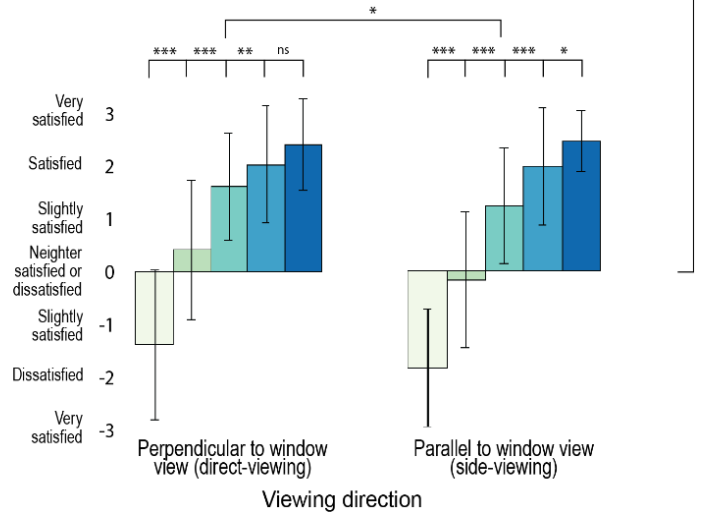 *
*** *** ** ns
*** *** *** *
Very
satisfied
3
Satisfied
2
Slightly
satisfied
1
Neighter
satisfied or
dissatisfied
0
Slightly
satisfied
-1
Dissatisfied
-2
Very
satisfied
-3
Perpendicular to window
view (direct-viewing)
Parallel to window view
(side-viewing)
Viewing direction